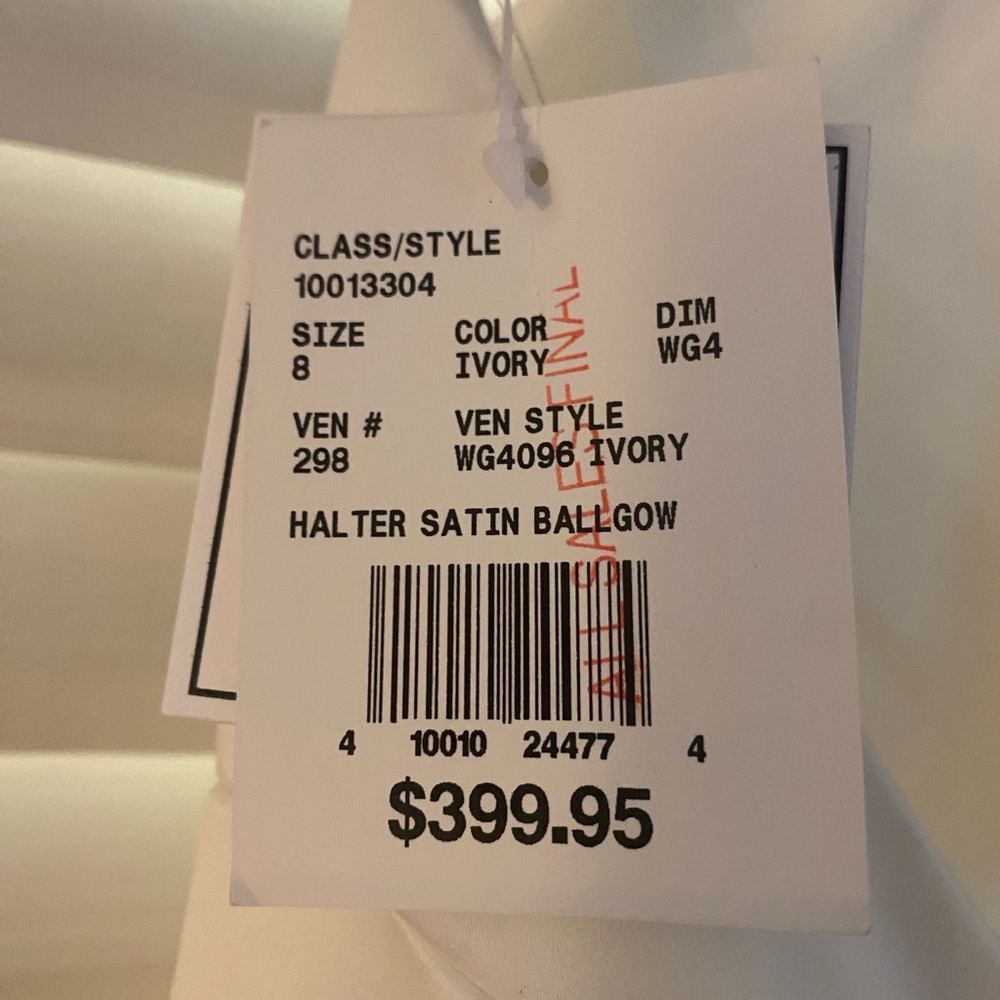 CLASS/STYLE
10013304
SIZE COLOR DIM
8 IVORY WG4
VEN # VEN STYLE
298 WG4096 IVORY
HALTER SATIN BALLGOW
4 10010 24477 4
$399.95
ALL SALES FINAL